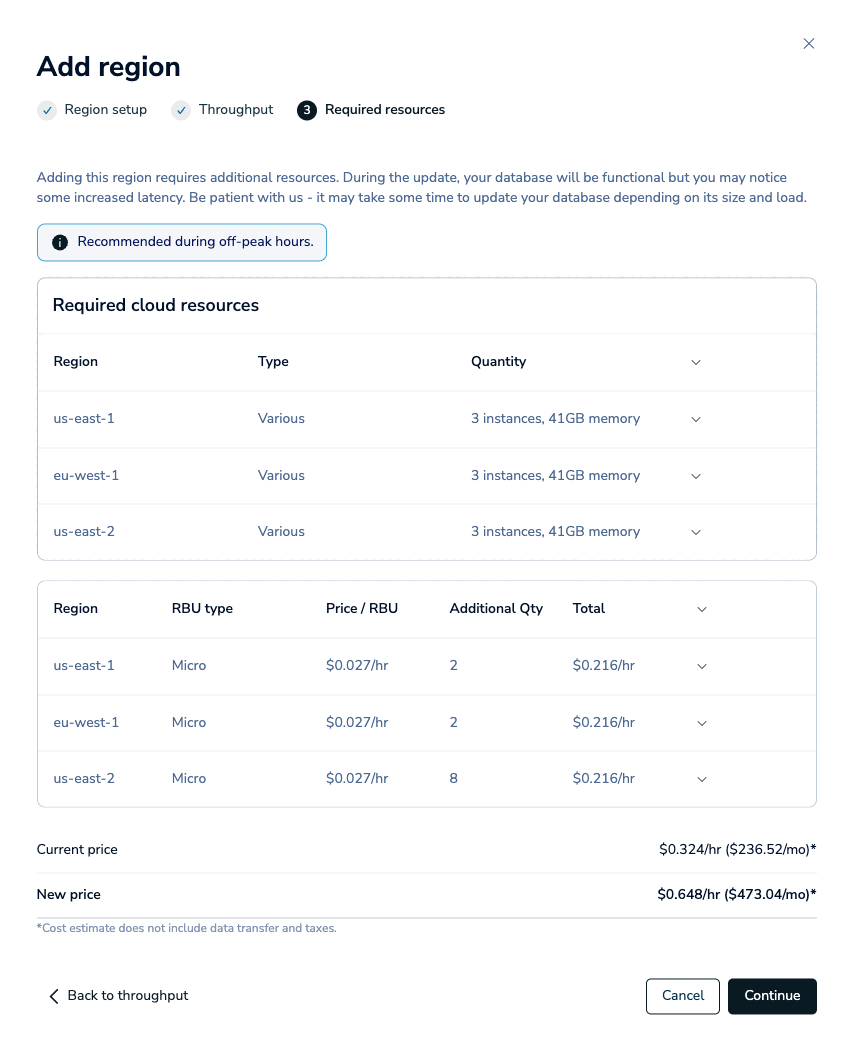 Add region
Region setup Throughput 3 Required resources
Adding this region requires additional resources. During the update, your database will be functional but you may notice
some increased latency. Be patient with us - it may take some time to update your database depending on its size and load.
Recommended during off-peak hours.
Required cloud resources
Region Type Quantity
us-east-1 Various 3 instances, 41GB memory
eu-west-1 Various 3 instances, 41GB memory
us-east-2 Various 3 instances, 41GB memory
Region RBU type Price / RBU Additional Qty Total
us-east-1 Micro $0.027/hr 2 $0.216/hr
eu-west-1 Micro $0.027/hr 2 $0.216/hr
us-east-2 Micro $0.027/hr 8 $0.216/hr
Current price $0.324/hr ($236.52/mo)*
New price $0.648/hr ($473.04/mo)*
*Cost estimate does not include data transfer and taxes.
Back to throughput Cancel Continue